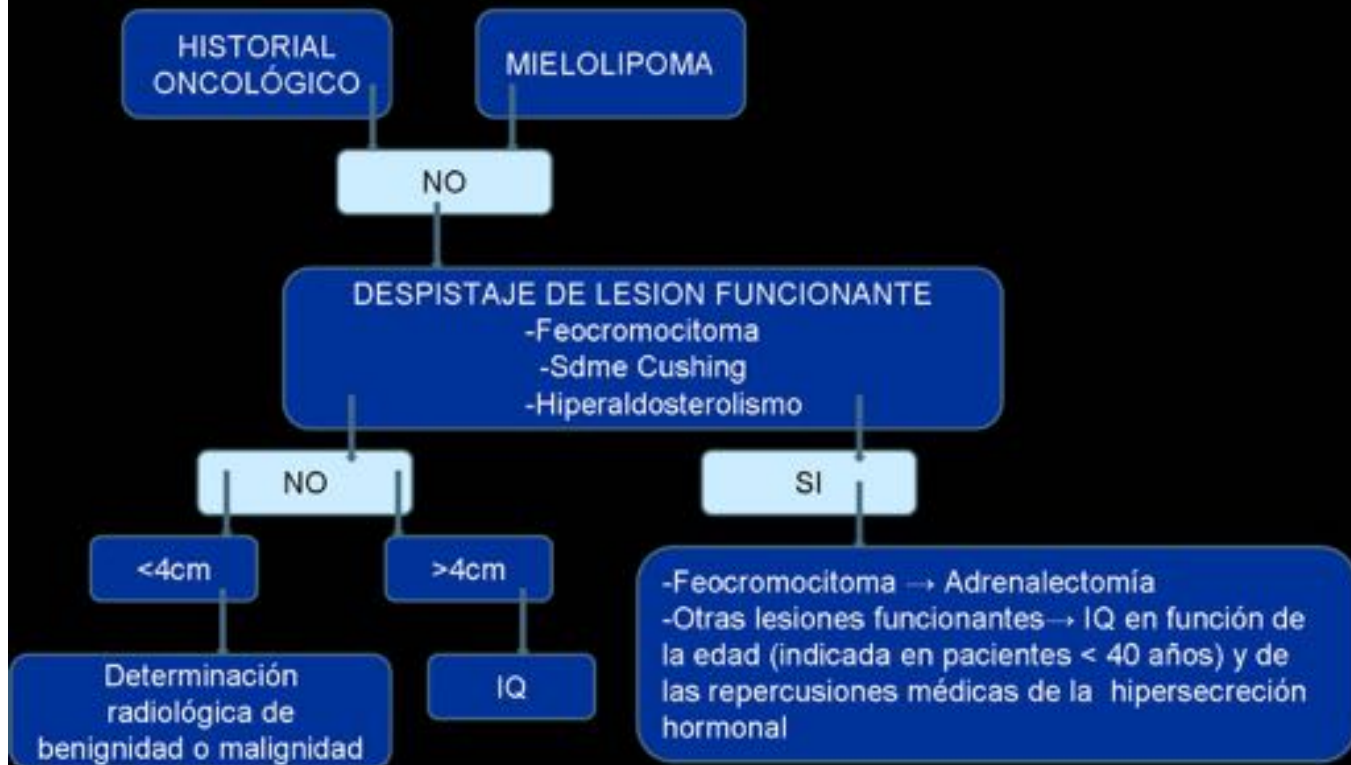 HISTORIAL
ONCOLÓGICO
MIELOLIPOMA
NO
DESPISTAJE DE LESION FUNCIONANTE
-Feocromocitoma
-Sdme Cushing
-Hiperaldosterolismo
NO
SI
<4cm
>4cm
Determinación
radiológica de
benignidad o malignidad
IQ
-Feocromocitoma → Adrenalectomía
-Otras lesiones funcionantes→ IQ en función de
la edad (indicada en pacientes < 40 años) y de
las repercusiones médicas de la hipersecreción
hormonal